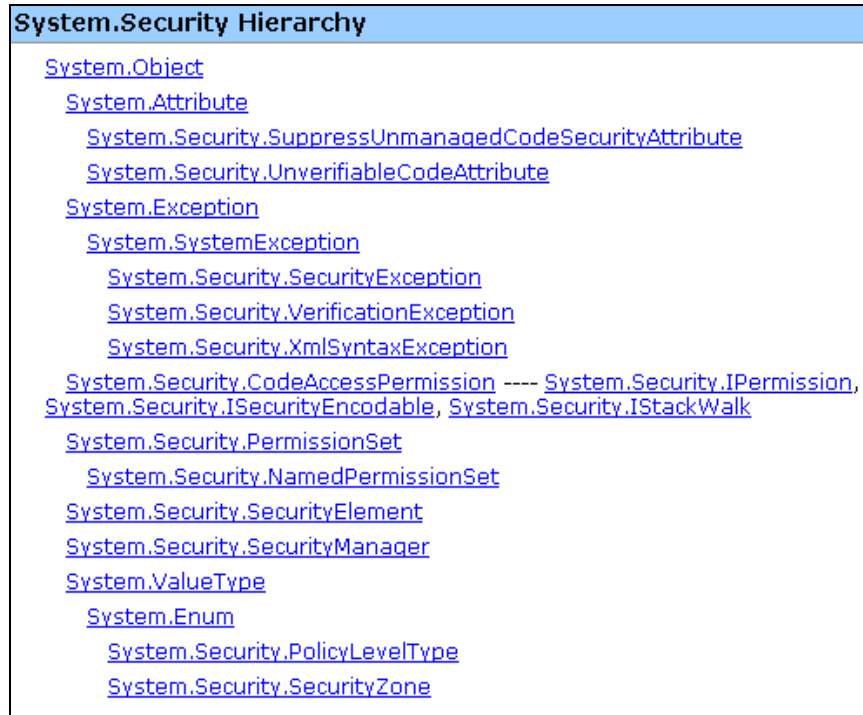 System.Security Hierarchy
System.Object
System.Attribute
System.Security.SuppressUnmanagedCodeSecurityAttribute
System.Security.UnverifiableCodeAttribute
System.Exception
System.SystemException
System.Security.SecurityException
System.Security.VerificationException
System.Security.XmlSyntaxException
System.Security.CodeAccessPermission ---- System.Security.IPermission,
System.Security.ISecurityEncodable, System.Security.IStackWalk
System.Security.PermissionSet
System.Security.NamedPermissionSet
System.Security.SecurityElement
System.Security.SecurityManager
System.ValueType
System.Enum
System.Security.PolicyLevelType
System.Security.SecurityZone